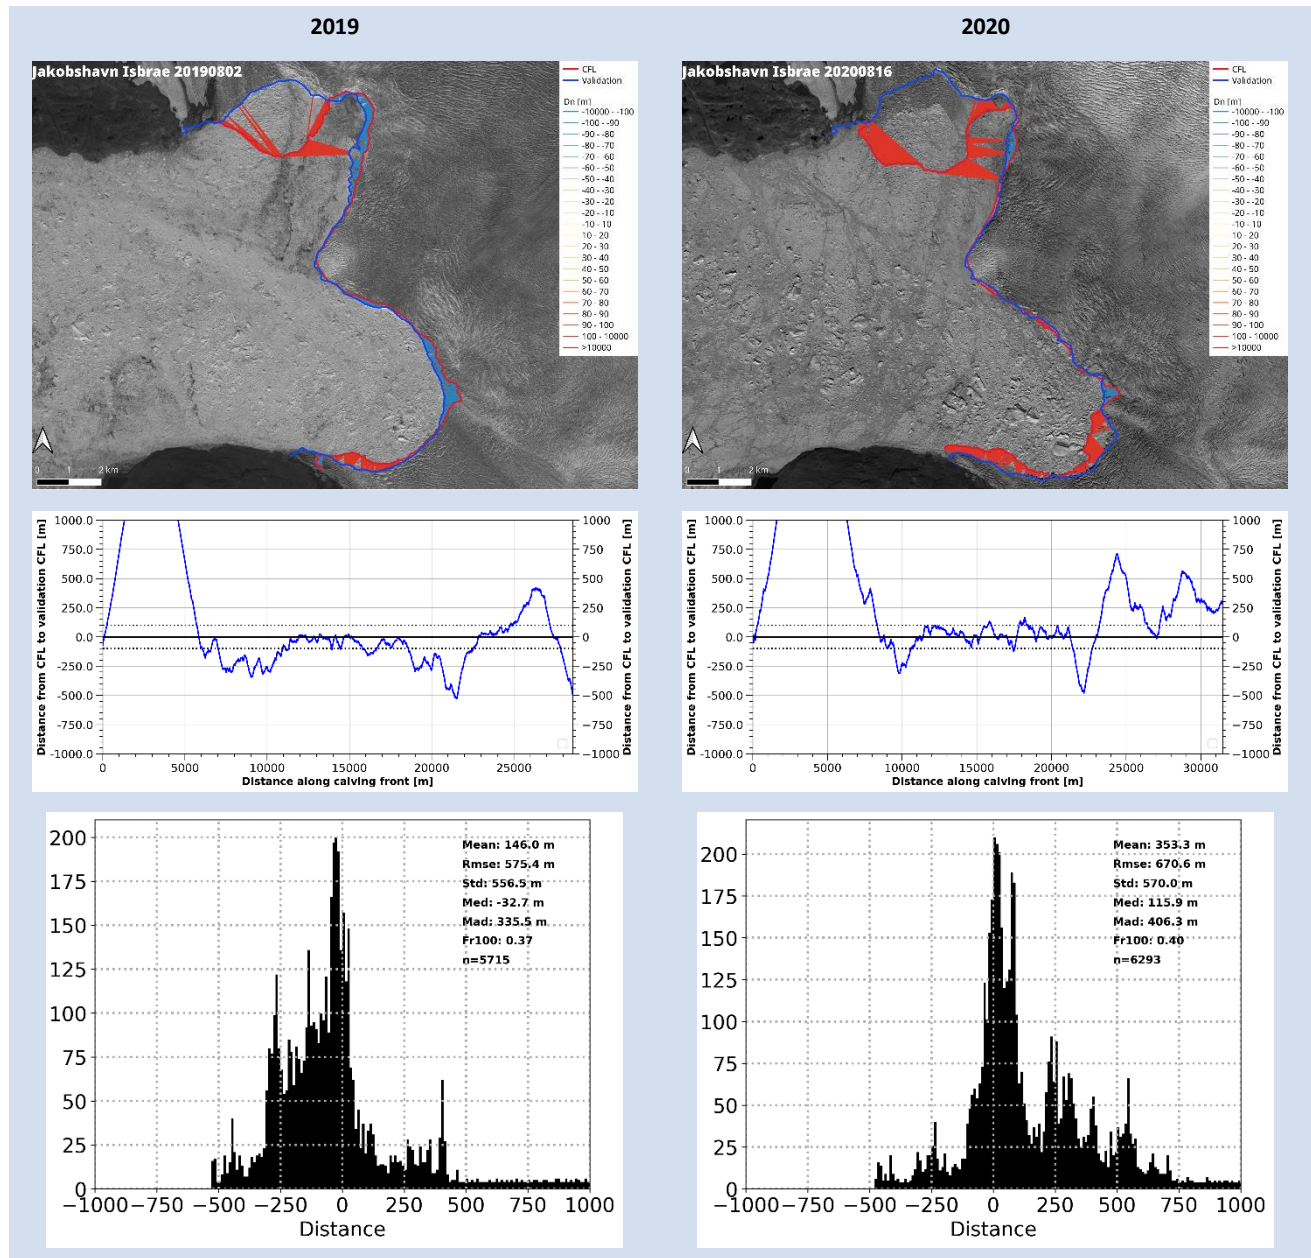 2019
2020
Jakobshavn Isbrae 20190802
CFL
Validation
Dn [m]
-10000 - -100
-100 - -90
-90 - -80
-80 - -70
-70 - -60
-60 - -50
-50 - -40
-40 - -30
-30 - -20
-20 - -10
-10 - 10
10 - 20
20 - 30
30 - 40
40 - 50
50 - 60
60 - 70
70 - 80
80 - 90
90 - 100
100 - 10000
>10000
0 1 2 km
Jakobshavn Isbrae 20200816
CFL
Validation
Dn [m]
-10000 - -100
-100 - -90
-90 - -80
-80 - -70
-70 - -60
-60 - -50
-50 - -40
-40 - -30
-30 - -20
-20 - -10
-10 - 10
10 - 20
20 - 30
30 - 40
40 - 50
50 - 60
60 - 70
70 - 80
80 - 90
90 - 100
100 - 10000
>10000
0 1 2 km
Distance from CFL to validation CFL [m]
1000.0
750.0
500.0
250.0
0.0
-250.0
-500.0
-750.0
-1000.0
1000
750
500
250
0
−250
−500
−750
−1000
Distance from CFL to validation CFL [m]
0 5000 10000 15000 20000 25000
Distance along calving front [m]
Distance from CFL to validation CFL [m]
1000.0
750.0
500.0
250.0
0.0
-250.0
-500.0
-750.0
-1000.0
1000
750
500
250
0
−250
−500
−750
−1000
Distance from CFL to validation CFL [m]
0 5000 10000 15000 20000 25000 30000
Distance along calving front [m]
200
175
150
125
100
75
50
25
0
Mean: 146.0 m
Rmse: 575.4 m
Std: 556.5 m
Med: -32.7 m
Mad: 335.5 m
Fr100: 0.37
n=5715
−1000 −750 −500 −250 0 250 500 750 1000
Distance
200
175
150
125
100
75
50
25
0
Mean: 353.3 m
Rmse: 670.6 m
Std: 570.0 m
Med: 115.9 m
Mad: 406.3 m
Fr100: 0.40
n=6293
−1000 −750 −500 −250 0 250 500 750 1000
Distance